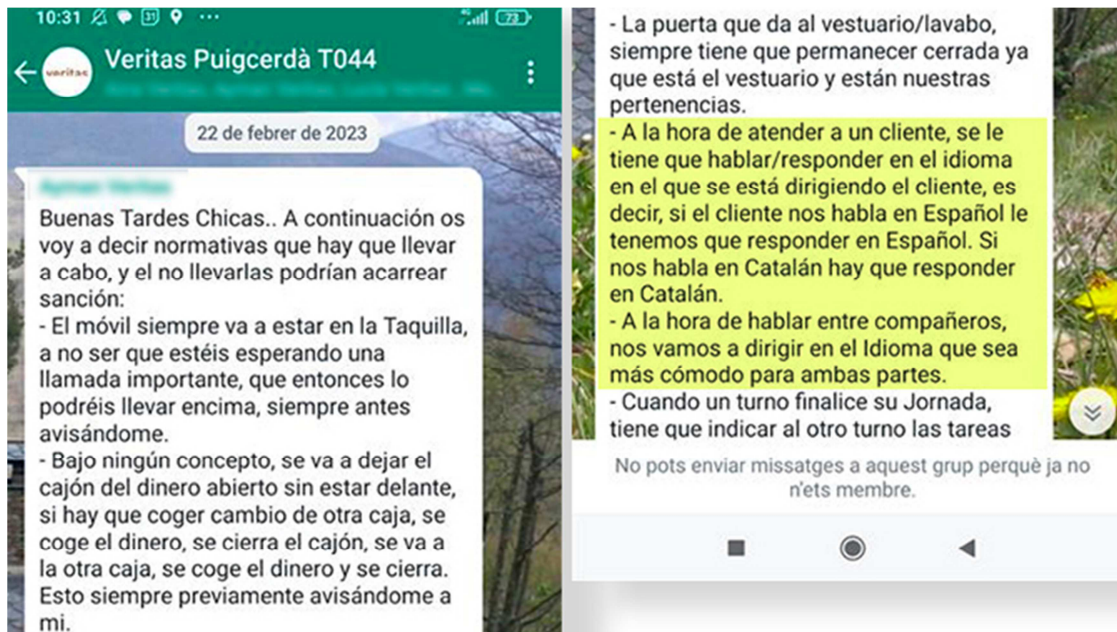 10:31 31 4G 73
veritas
Veritas Puigcerdà T044
22 de febrer de 2023
Buenas Tardes Chicas.. A continuación os
voy a decir normativas que hay que llevar
a cabo, y el no llevarlas podrían acarrear
sanción:
- El móvil siempre va a estar en la Taquilla,
a no ser que estéis esperando una
llamada importante, que entonces lo
podréis llevar encima, siempre antes
avisándome.
- Bajo ningún concepto, se va a dejar el
cajón del dinero abierto sin estar delante,
si hay que coger cambio de otra caja, se
coge el dinero, se cierra el cajón, se va a
la otra caja, se coge el dinero y se cierra.
Esto siempre previamente avisándome a
mi.
- La puerta que da al vestuario/lavabo,
siempre tiene que permanecer cerrada ya
que está el vestuario y están nuestras
pertenencias.
- A la hora de atender a un cliente, se le
tiene que hablar/responder en el idioma
en el que se está dirigiendo el cliente, es
decir, si el cliente nos habla en Español le
tenemos que responder en Español. Si
nos habla en Catalán hay que responder
en Catalán.
- A la hora de hablar entre compañeros,
nos vamos a dirigir en el Idioma que sea
más cómodo para ambas partes.
- Cuando un turno finalice su Jornada,
tiene que indicar al otro turno las tareas
No pots enviar missatges a aquest grup perquè ja no
n'ets membre.